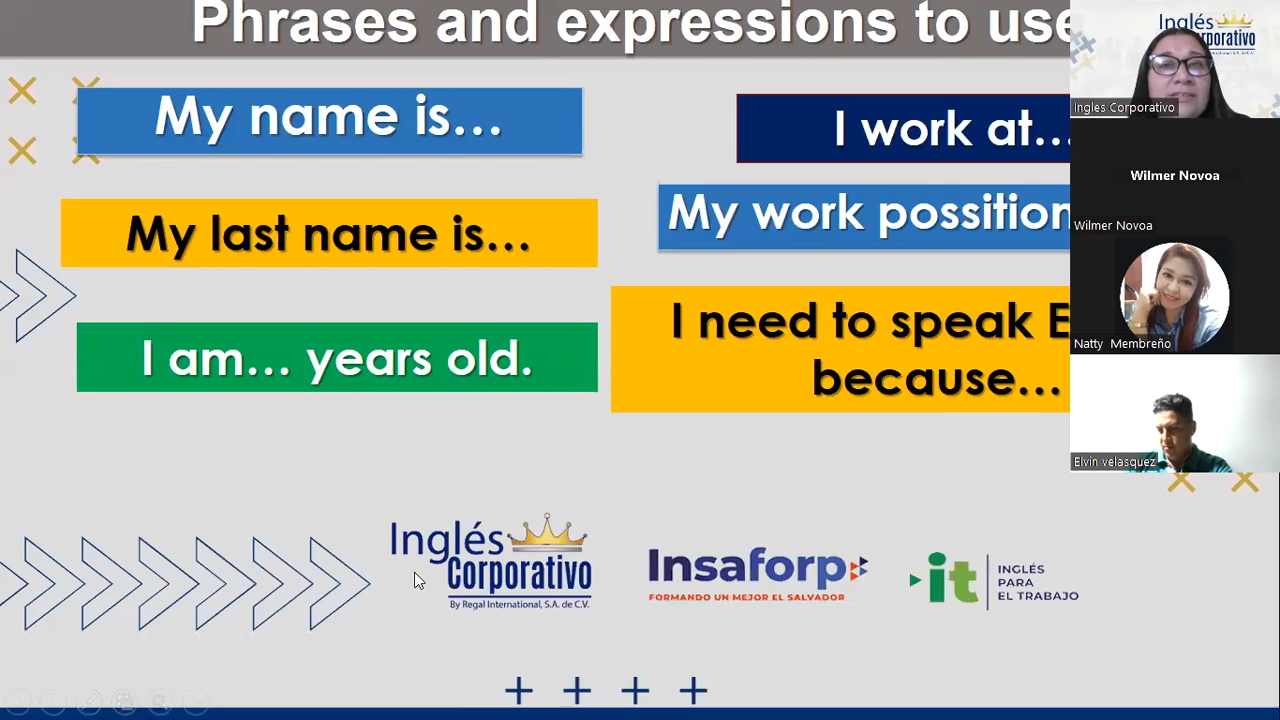 Phrases and expressions to use
My name is...
My last name is...
I am... years old.
I work at...
My work possition
I need to speak E
because...
Inglés
Corporativo
By Regal International, S.A. de C.V.
Insaforp
FORMANDO UN MEJOR EL SALVADOR
it
INGLÉS
PARA
EL TRABAJO
Inglés
Ingles Corporativo
Wilmer Novoa
Wilmer Novoa
Natty Membreño
Elvin velasquez